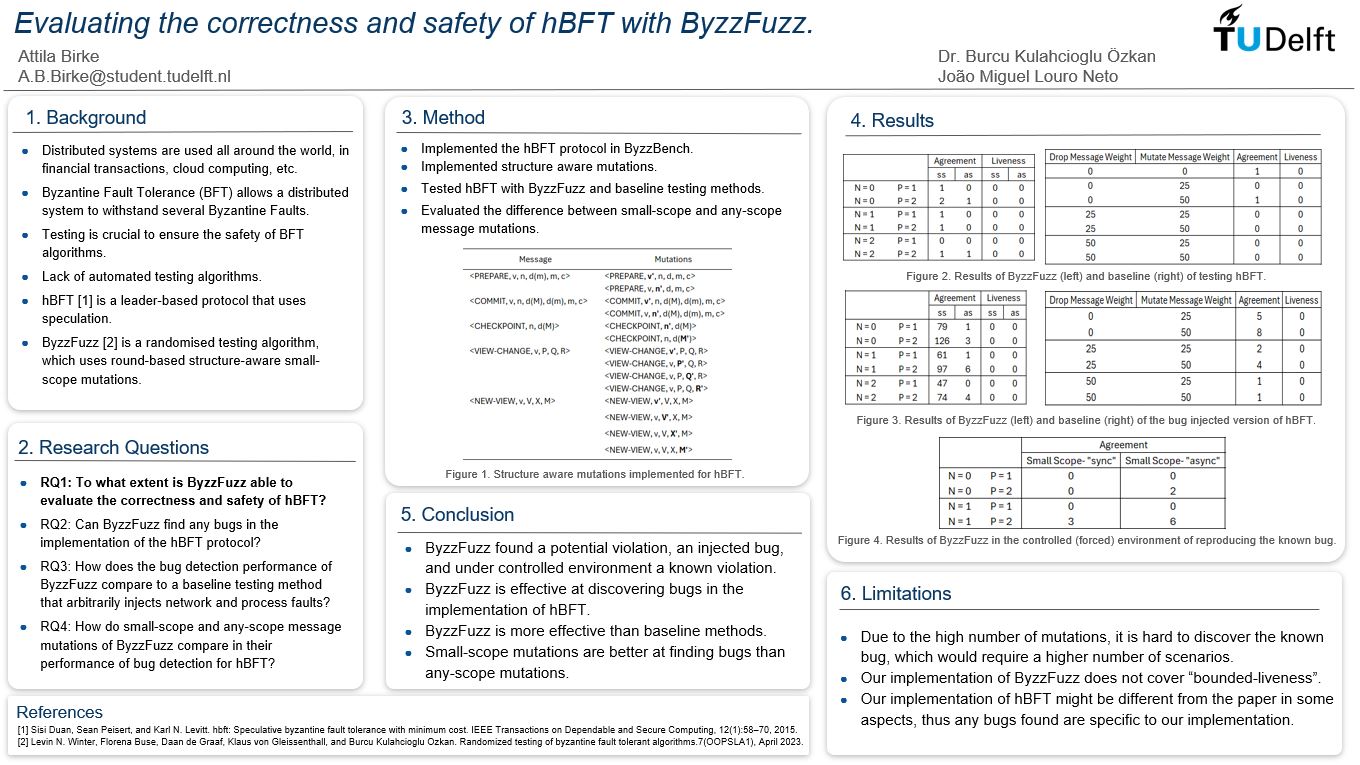 Evaluating the correctness and safety of hBFT with ByzzFuzz.
TUDelft
Attila Birke
A.B.Birke@student.tudelft.nl
Dr. Burcu Kulahcioglu Özkan
João Miguel Louro Neto
1. Background
Distributed systems are used all around the world, in
financial transactions, cloud computing, etc.
Byzantine Fault Tolerance (BFT) allows a distributed
system to withstand several Byzantine Faults.
Testing is crucial to ensure the safety of BFT
algorithms.
Lack of automated testing algorithms.
hBFT [1] is a leader-based protocol that uses
speculation.
ByzzFuzz [2] is a randomised testing algorithm,
which uses round-based structure-aware small-
scope mutations.
2. Research Questions
RQ1: To what extent is ByzzFuzz able to
evaluate the correctness and safety of hBFT?
RQ2: Can ByzzFuzz find any bugs in the
implementation of the hBFT protocol?
RQ3: How does the bug detection performance of
ByzzFuzz compare to a baseline testing method
that arbitrarily injects network and process faults?
RQ4: How do small-scope and any-scope message
mutations of ByzzFuzz compare in their
performance of bug detection for hBFT?
3. Method
Implemented the hBFT protocol in ByzzBench.
Implemented structure aware mutations.
Tested hBFT with ByzzFuzz and baseline testing methods.
Evaluated the difference between small-scope and any-scope
message mutations.
Message Mutations
<PREPARE, v, n, d(m), m, c> <PREPARE, v', n, d, m, c>
<PREPARE, v, n', d, m, c>
<COMMIT, v, n, d(M), d(m), m, c> <COMMIT, v', n, d(M), d(m), m, c>
<COMMIT, v, n', d(M), d(m), m, c>
<CHECKPOINT, n, d(M)> <CHECKPOINT, n', d(M)>
<CHECKPOINT, n, d(M')>
<VIEW-CHANGE, v, P, Q, R> <VIEW-CHANGE, v', P, Q, R>
<VIEW-CHANGE, v, P', Q, R>
<VIEW-CHANGE, v, P, Q', R>
<VIEW-CHANGE, v, P, Q, R'>
<NEW-VIEW, v, V, X, M> <NEW-VIEW, v', V, X, M>
<NEW-VIEW, v, V', X, M>
<NEW-VIEW, v, V, X', M>
<NEW-VIEW, v, V, X, M'>
Figure 1. Structure aware mutations implemented for hBFT.
4. Results
Agreement Liveness
ss as ss as
N = 0 P = 1 1 0 0 0
N = 0 P = 2 2 1 0 0
N = 1 P = 1 1 0 0 0
N = 1 P = 2 1 0 0 0
N = 2 P = 1 0 0 0 0
N = 2 P = 2 1 1 0 0
Drop Message Weight Mutate Message Weight Agreement Liveness
0 0 1 0
0 25 0 0
0 50 1 0
25 25 0 0
25 50 0 0
50 25 0 0
50 50 0 0
Figure 2. Results of ByzzFuzz (left) and baseline (right) of testing hBFT.
Agreement Liveness
ss as ss as
N = 0 P = 1 79 1 0 0
N = 0 P = 2 126 3 0 0
N = 1 P = 1 61 1 0 0
N = 1 P = 2 97 6 0 0
N = 2 P = 1 47 0 0 0
N = 2 P = 2 74 4 0 0
Drop Message Weight Mutate Message Weight Agreement Liveness
0 25 5 0
0 50 8 0
25 25 2 0
25 50 4 0
50 25 1 0
50 50 1 0
Figure 3. Results of ByzzFuzz (left) and baseline (right) of the bug injected version of hBFT.
Agreement
Small Scope- "sync" Small Scope- "async"
N = 0 P = 1 0 0
N = 0 P = 2 0 2
N = 1 P = 1 0 0
N = 1 P = 2 3 6
Figure 4. Results of ByzzFuzz in the controlled (forced) environment of reproducing the known bug.
5. Conclusion
ByzzFuzz found a potential violation, an injected bug,
and under controlled environment a known violation.
ByzzFuzz is effective at discovering bugs in the
implementation of hBFT.
ByzzFuzz is more effective than baseline methods.
Small-scope mutations are better at finding bugs than
any-scope mutations.
6. Limitations
Due to the high number of mutations, it is hard to discover the known
bug, which would require a higher number of scenarios.
Our implementation of ByzzFuzz does not cover “bounded-liveness”.
Our implementation of hBFT might be different from the paper in some
aspects, thus any bugs found are specific to our implementation.
References
[1] Sisi Duan, Sean Peisert, and Karl N. Levitt. hbft: Speculative byzantine fault tolerance with minimum cost. IEEE Transactions on Dependable and Secure Computing, 12(1):58–70, 2015.
[2] Levin N. Winter, Florena Buse, Daan de Graaf, Klaus von Gleissenthall, and Burcu Kulahcioglu Ozkan. Randomized testing of byzantine fault tolerant algorithms.7(OOPSLA1), April 2023.